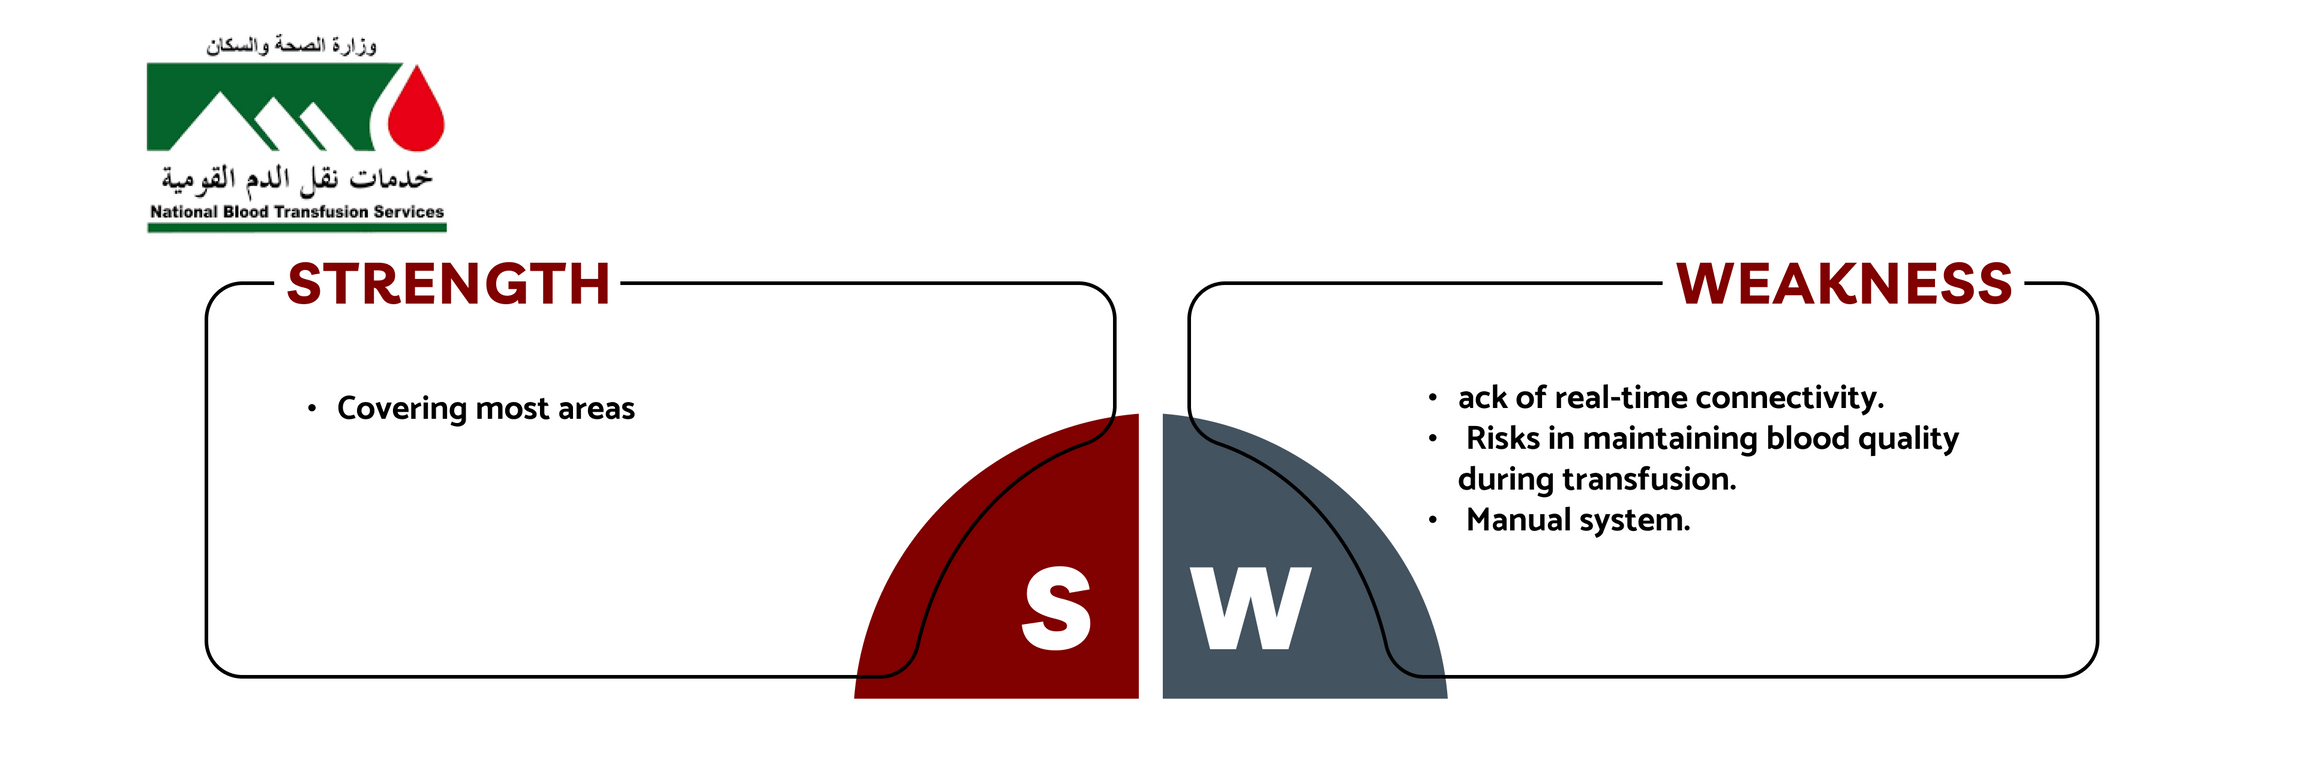 وزارة الصحة والسكان
خدمات نقل الدم القومية
National Blood Transfusion Services
STRENGTH
• Covering most areas
S
WEAKNESS
• ack of real-time connectivity.
• Risks in maintaining blood quality
during transfusion.
• Manual system.
W